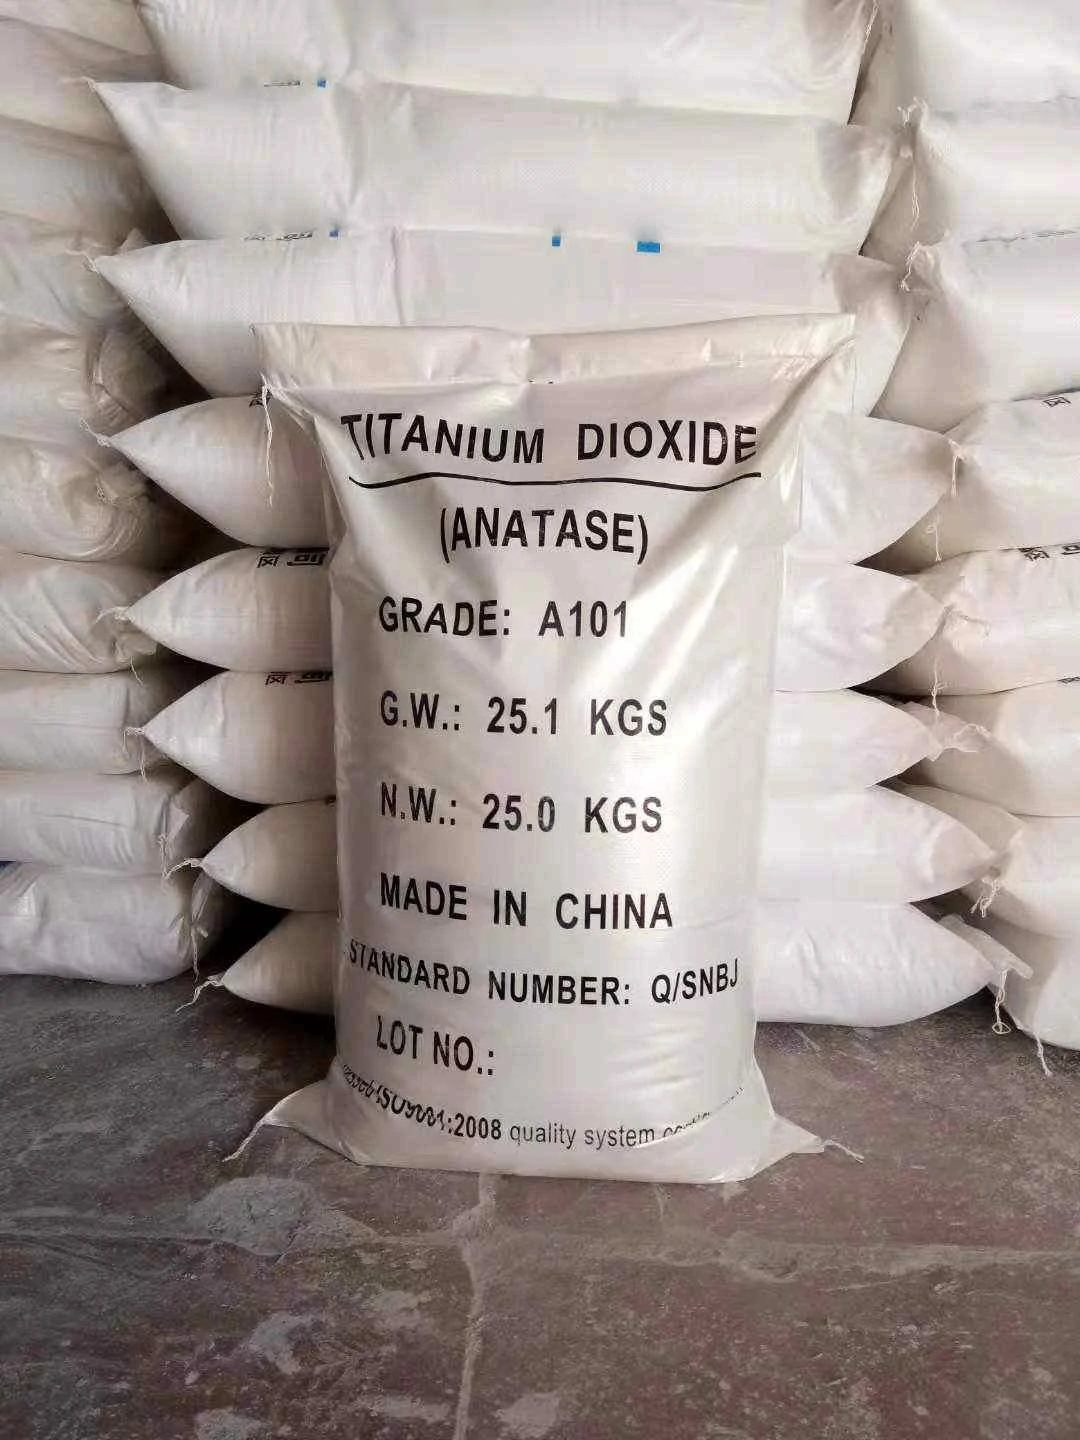 TITANIUM DIOXIDE
(ANATASE)
GRADE: A101
G.W.: 25.1 KGS
N.W.: 25.0 KGS
MADE IN CHINA
STANDARD NUMBER: Q/SNBJ
LOT NO.:
ISO9001:2008 quality system